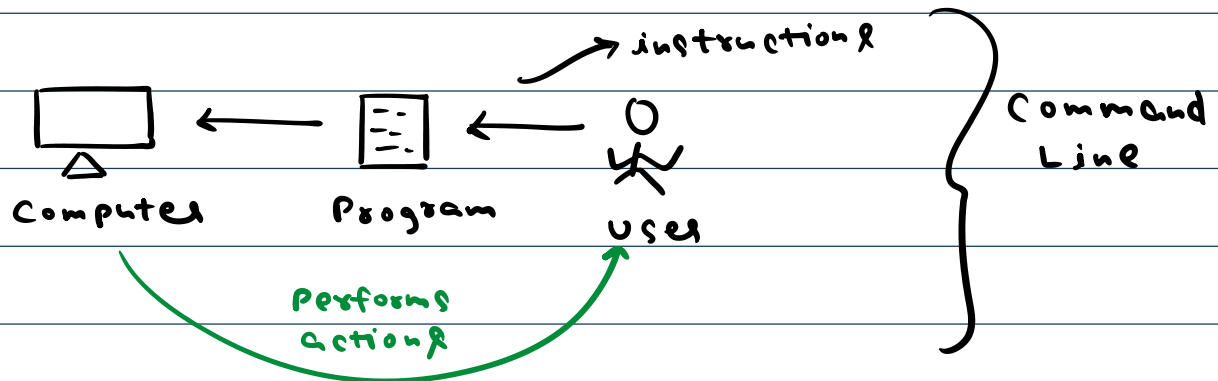 instructions
Command
Line
Computer
Program
User
Performs
actions